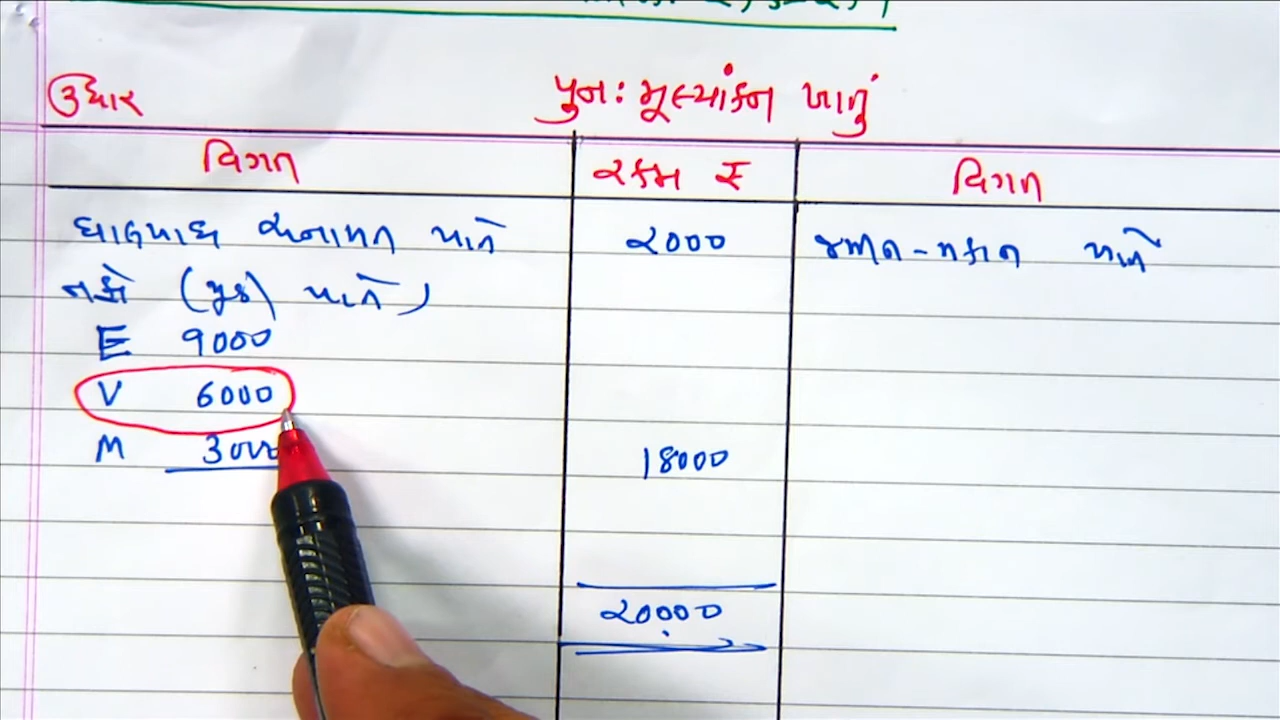 ઉધાર પુનઃમૂલ્યાંકન ખાતું
વિગત રકમ ₹ વિગત
ઘાલખાધ અનામત ખાતે 2000 જમીન-મકાન ખાતે
નફો (મૂડી ખાતે)
E 9000
V 6000
M 3000 18000
20000